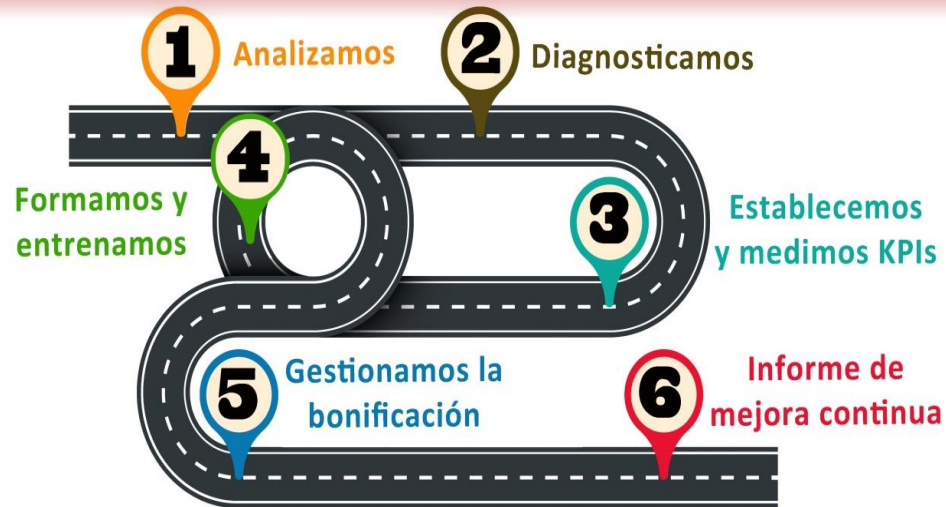 1
Analizamos
2
Diagnosticamos
3
Establecemos
y medimos KPIs
4
Formamos y
entrenamos
5
Gestionamos la
bonificación
6
Informe de
mejora continua